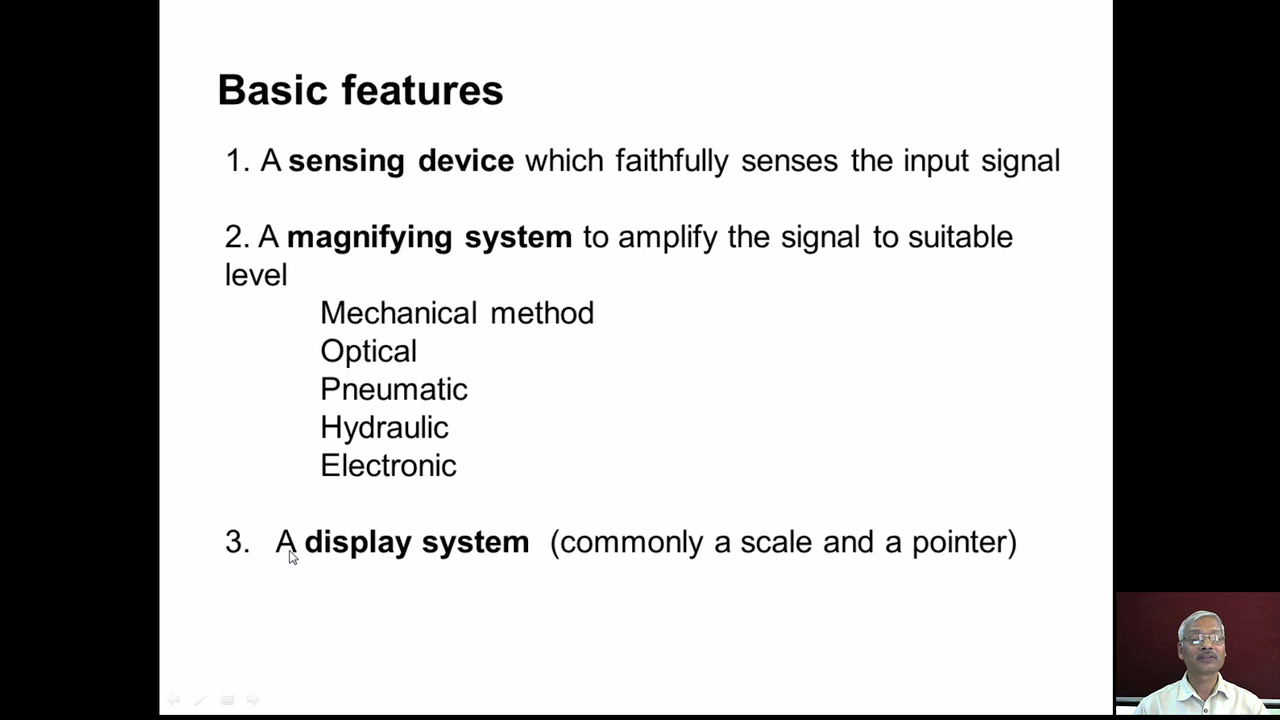 Basic features
1. A sensing device which faithfully senses the input signal
2. A magnifying system to amplify the signal to suitable
level
Mechanical method
Optical
Pneumatic
Hydraulic
Electronic
3. A display system (commonly a scale and a pointer)